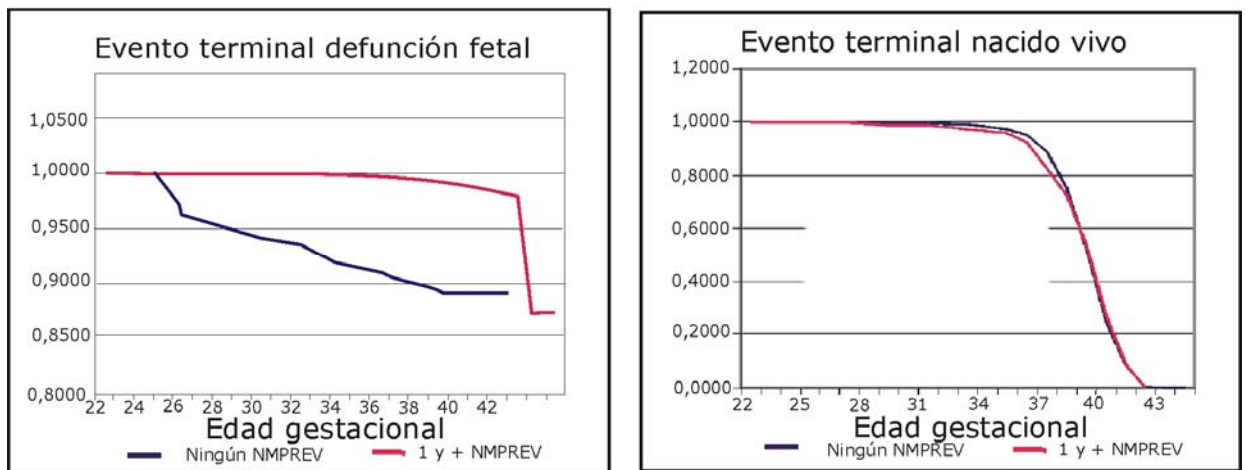 Evento terminal defunción fetal
1,0500
1,0000
0,9500
0,9000
0,8500
0,8000
22 24 26 28 30 32 34 36 38 40 42
Edad gestacional
Ningún NMPREV 1 y + NMPREV
Evento terminal nacido vivo
1,2000
1,0000
0,8000
0,6000
0,4000
0,2000
0,0000
22 25 28 31 34 37 40 43
Edad gestacional
Ningún NMPREV 1 y + NMPREV